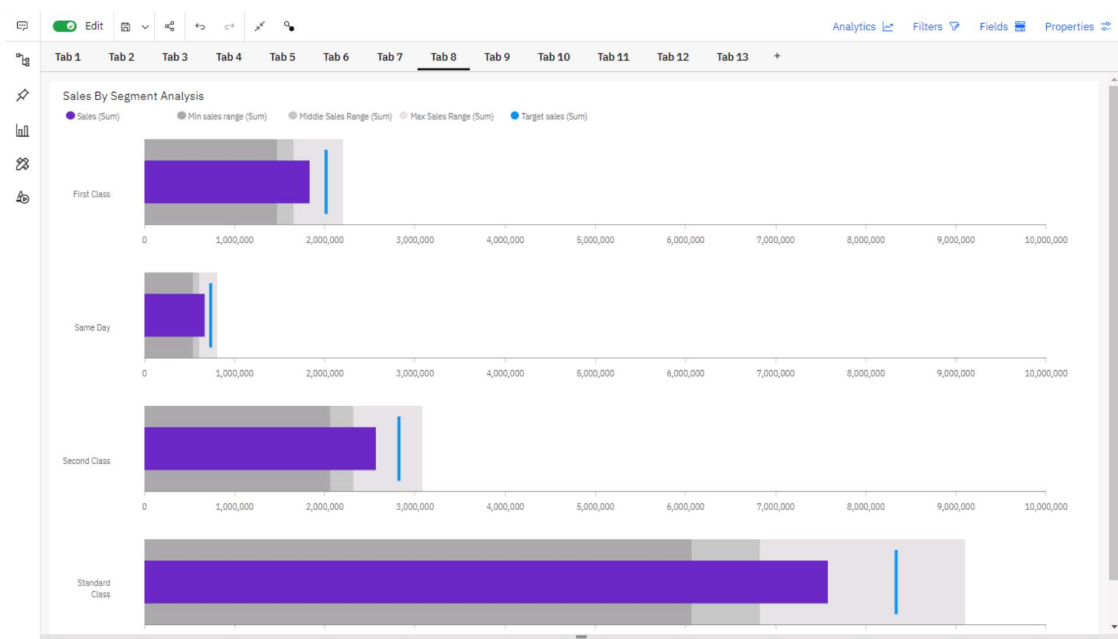 Edit
Analytics Filters Fields Properties
Tab 1 Tab 2 Tab 3 Tab 4 Tab 5 Tab 6 Tab 7 Tab 8 Tab 9 Tab 10 Tab 11 Tab 12 Tab 13 +
Sales By Segment Analysis
Sales (Sum) Min sales range (Sum) Middle Sales Range (Sum) Max Sales Range (Sum) Target sales (Sum)
First Class
0 1,000,000 2,000,000 3,000,000 4,000,000 5,000,000 6,000,000 7,000,000 8,000,000 9,000,000 10,000,000
Same Day
0 1,000,000 2,000,000 3,000,000 4,000,000 5,000,000 6,000,000 7,000,000 8,000,000 9,000,000 10,000,000
Second Class
0 1,000,000 2,000,000 3,000,000 4,000,000 5,000,000 6,000,000 7,000,000 8,000,000 9,000,000 10,000,000
Standard
Class